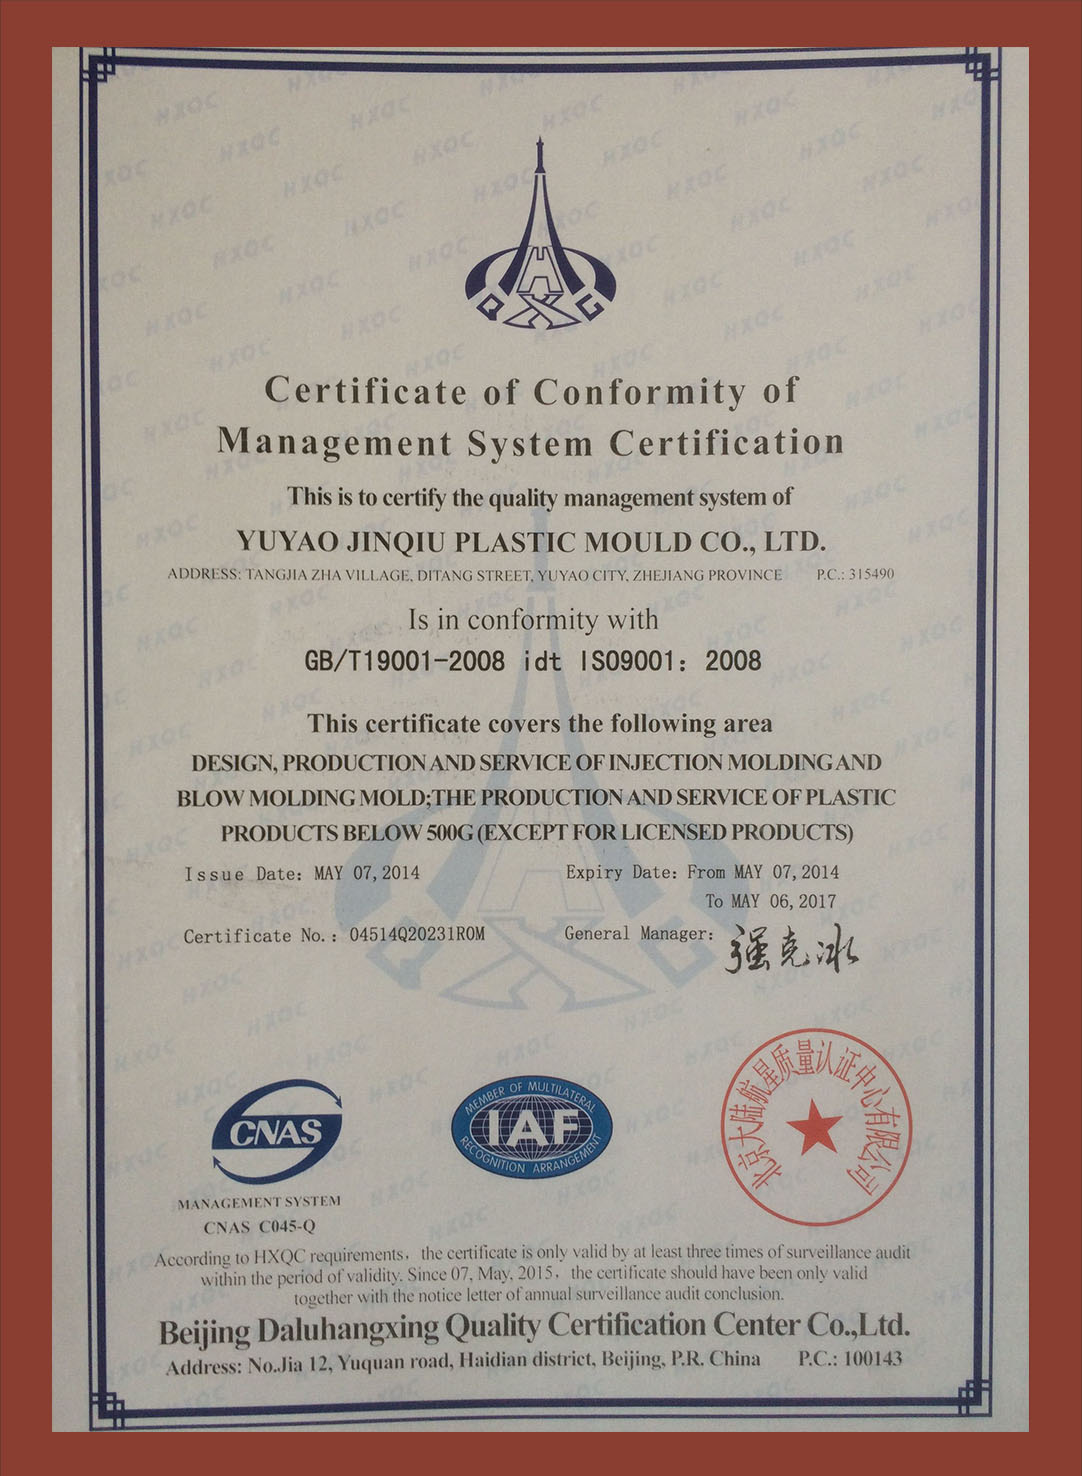 HXQC
Certificate of Conformity of
Management System Certification
This is to certify the quality management system of
YUYAO JINQIU PLASTIC MOULD CO., LTD.
ADDRESS: TANGJIA ZHA VILLAGE, DITANG STREET, YUYAO CITY, ZHEJIANG PROVINCE P.C.: 315490
Is in conformity with
GB/T19001-2008 idt ISO9001: 2008
This certificate covers the following area
DESIGN, PRODUCTION AND SERVICE OF INJECTION MOLDING AND
BLOW MOLDING MOLD;THE PRODUCTION AND SERVICE OF PLASTIC
PRODUCTS BELOW 500G (EXCEPT FOR LICENSED PRODUCTS)
Issue Date: MAY 07, 2014 Expiry Date: From MAY 07, 2014
To MAY 06, 2017
Certificate No.: 04514Q20231R0M General Manager: 强克冰
CNAS
MANAGEMENT SYSTEM
CNAS C045-Q
MEMBER OF MULTILATERAL
IAF
RECOGNITION ARRANGEMENT
北京大陆航星质量认证中心有限公司
According to HXQC requirements, the certificate is only valid by at least three times of surveillance audit
within the period of validity. Since 07, May, 2015, the certificate should have been only valid
together with the notice letter of annual surveillance audit conclusion.
Beijing Daluhangxing Quality Certification Center Co.,Ltd.
Address: No.Jia 12, Yuquan road, Haidian district, Beijing, P.R. China P.C.: 100143